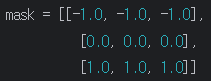 mask = [[-1.0, -1.0, -1.0],
[0.0, 0.0, 0.0],
[1.0, 1.0, 1.0]]